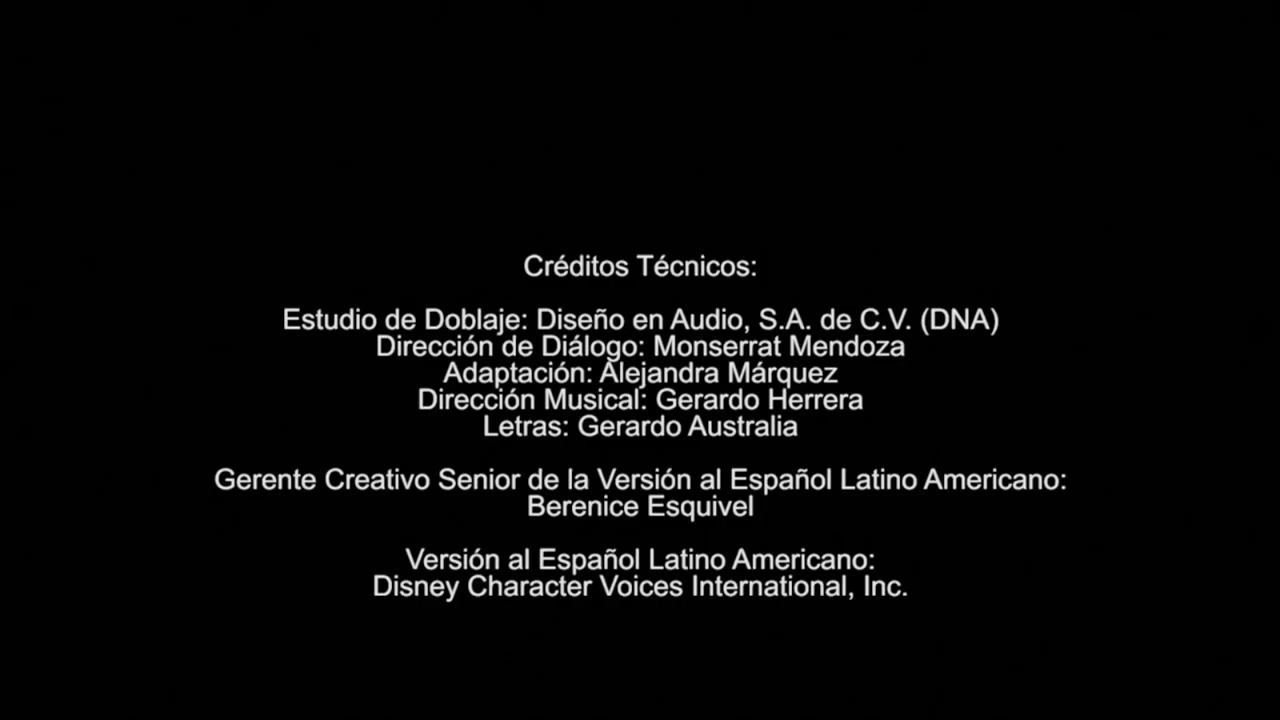 Créditos Técnicos:
Estudio de Doblaje: Diseño en Audio, S.A. de C.V. (DNA)
Dirección de Diálogo: Monserrat Mendoza
Adaptación: Alejandra Márquez
Dirección Musical: Gerardo Herrera
Letras: Gerardo Australia
Gerente Creativo Senior de la Versión al Español Latino Americano:
Berenice Esquivel
Versión al Español Latino Americano:
Disney Character Voices International, Inc.